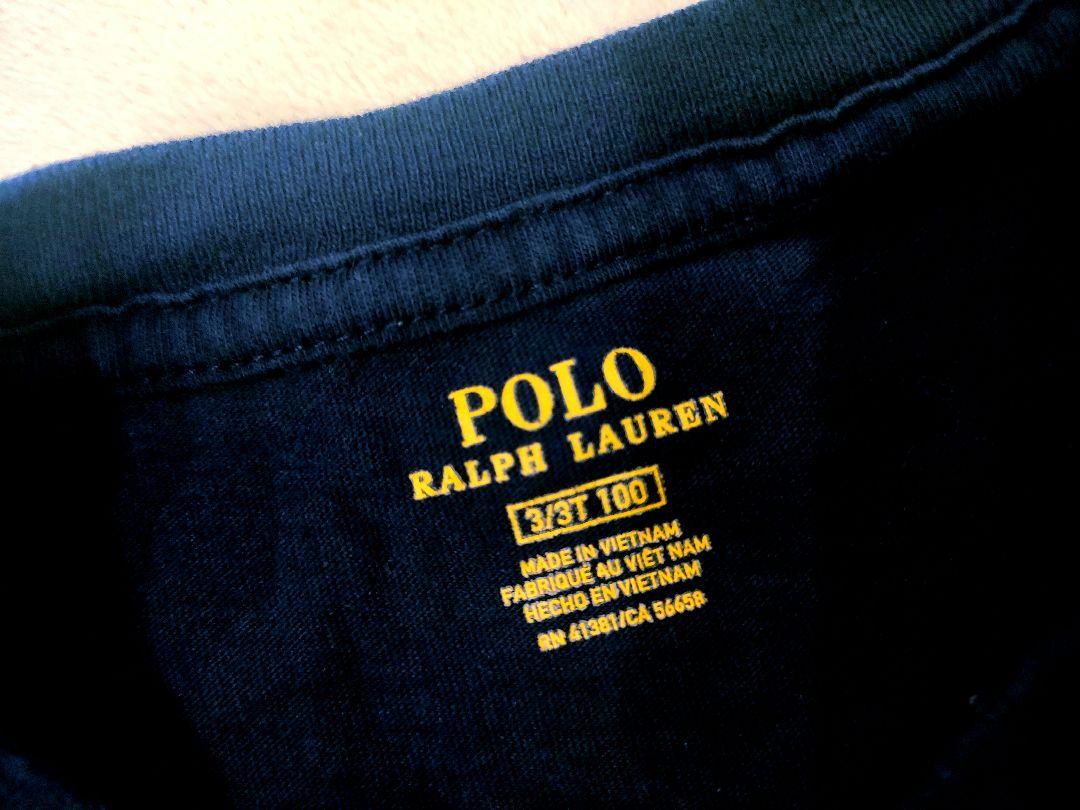 POLO
RALPH LAUREN
3/3T 100
MADE IN VIETNAM
FABRIQUÉ AU VIÊT NAM
HECHO EN VIETNAM
RN 41381/CA 56658